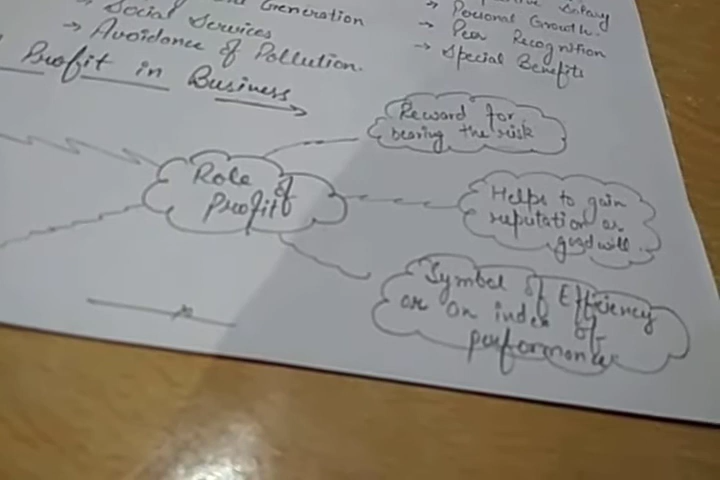 Generation
→ Social Services
→ Avoidance of Pollution.
Salary
→ Personal Growth.
→ Peer Recognition
→ Special Benefits
Profit in Business
Role of
Profit
Reward for
bearing the risk
Helps to gain
reputation or
goodwill.
Symbol of Efficiency
or an index of
performance